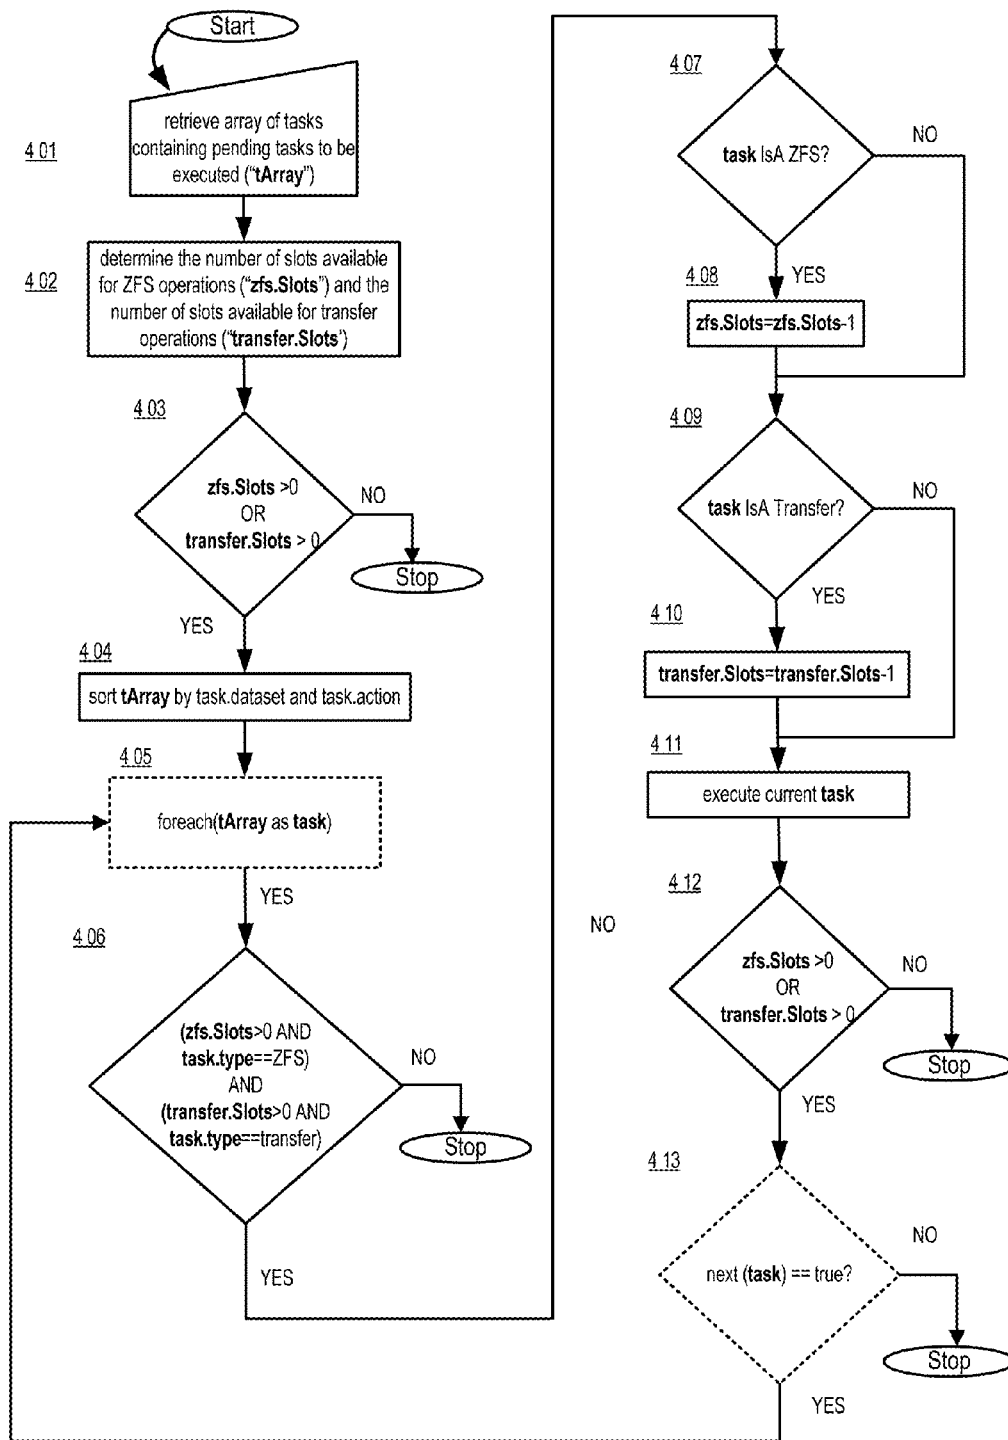 Start
4.01
retrieve array of tasks
containing pending tasks to be
executed ("tArray")
4.02
determine the number of slots available
for ZFS operations ("zfs.Slots") and the
number of slots available for transfer
operations ("transfer.Slots')
4.03
zfs.Slots >0
OR
transfer.Slots > 0
NO
Stop
YES
4.04
sort tArray by task.dataset and task.action
4.05
foreach(tArray as task)
YES
4.06
(zfs.Slots>0 AND
task.type==ZFS)
AND
(transfer.Slots>0 AND
task.type==transfer)
NO
Stop
YES
4.07
task IsA ZFS?
NO
YES
4.08
zfs.Slots=zfs.Slots-1
4.09
task IsA Transfer?
NO
YES
4.10
transfer.Slots=transfer.Slots-1
4.11
execute current task
4.12
NO
zfs.Slots >0
OR
transfer.Slots > 0
NO
Stop
YES
4.13
next (task) == true?
NO
Stop
YES